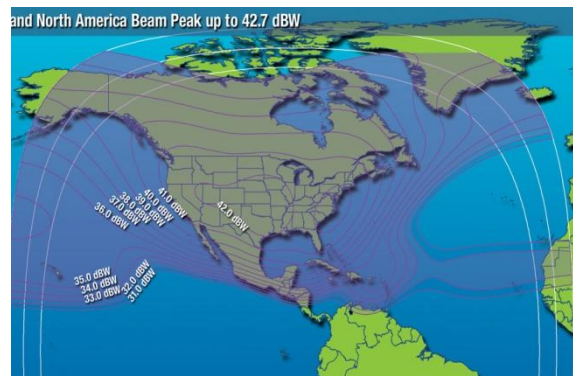 and North America Beam Peak up to 42.7 dBW
41.0 dBW
40.0 dBW
39.0 dBW
38.0 dBW
37.0 dBW
36.0 dBW
42.0 dBW
35.0 dBW
34.0 dBW
33.0 dBW
32.0 dBW
31.0 dBW